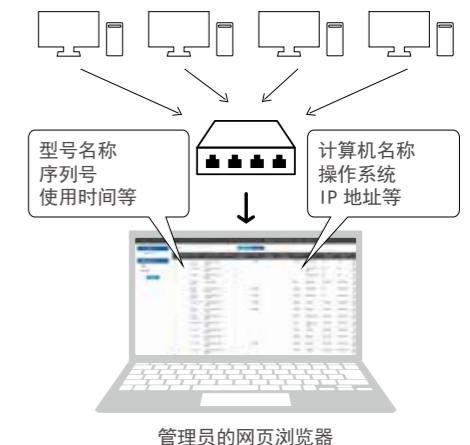 型号名称
序列号
使用时间等
计算机名称
操作系统
IP 地址等
管理员的网页浏览器